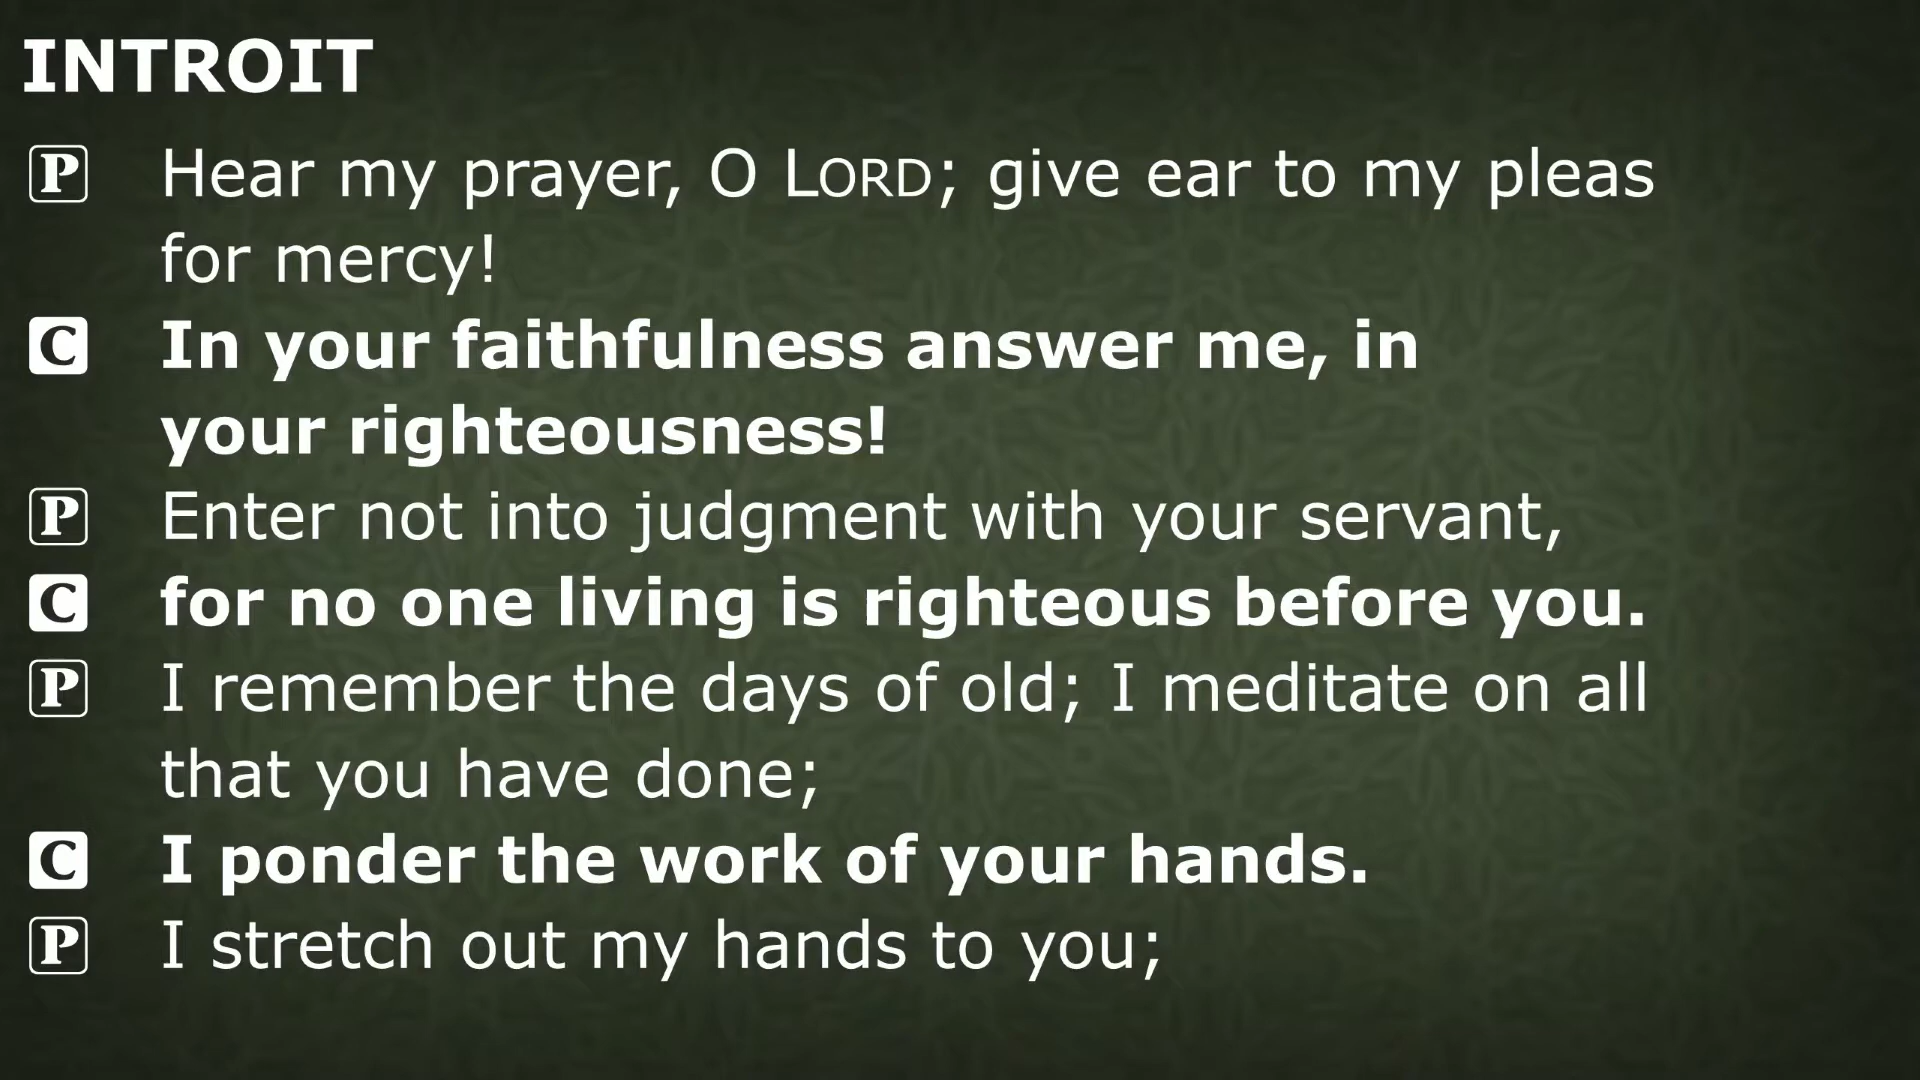 INTROIT
P Hear my prayer, O LORD; give ear to my pleas
for mercy!
C In your faithfulness answer me, in
your righteousness!
P Enter not into judgment with your servant,
C for no one living is righteous before you.
P I remember the days of old; I meditate on all
that you have done;
C I ponder the work of your hands.
P I stretch out my hands to you;